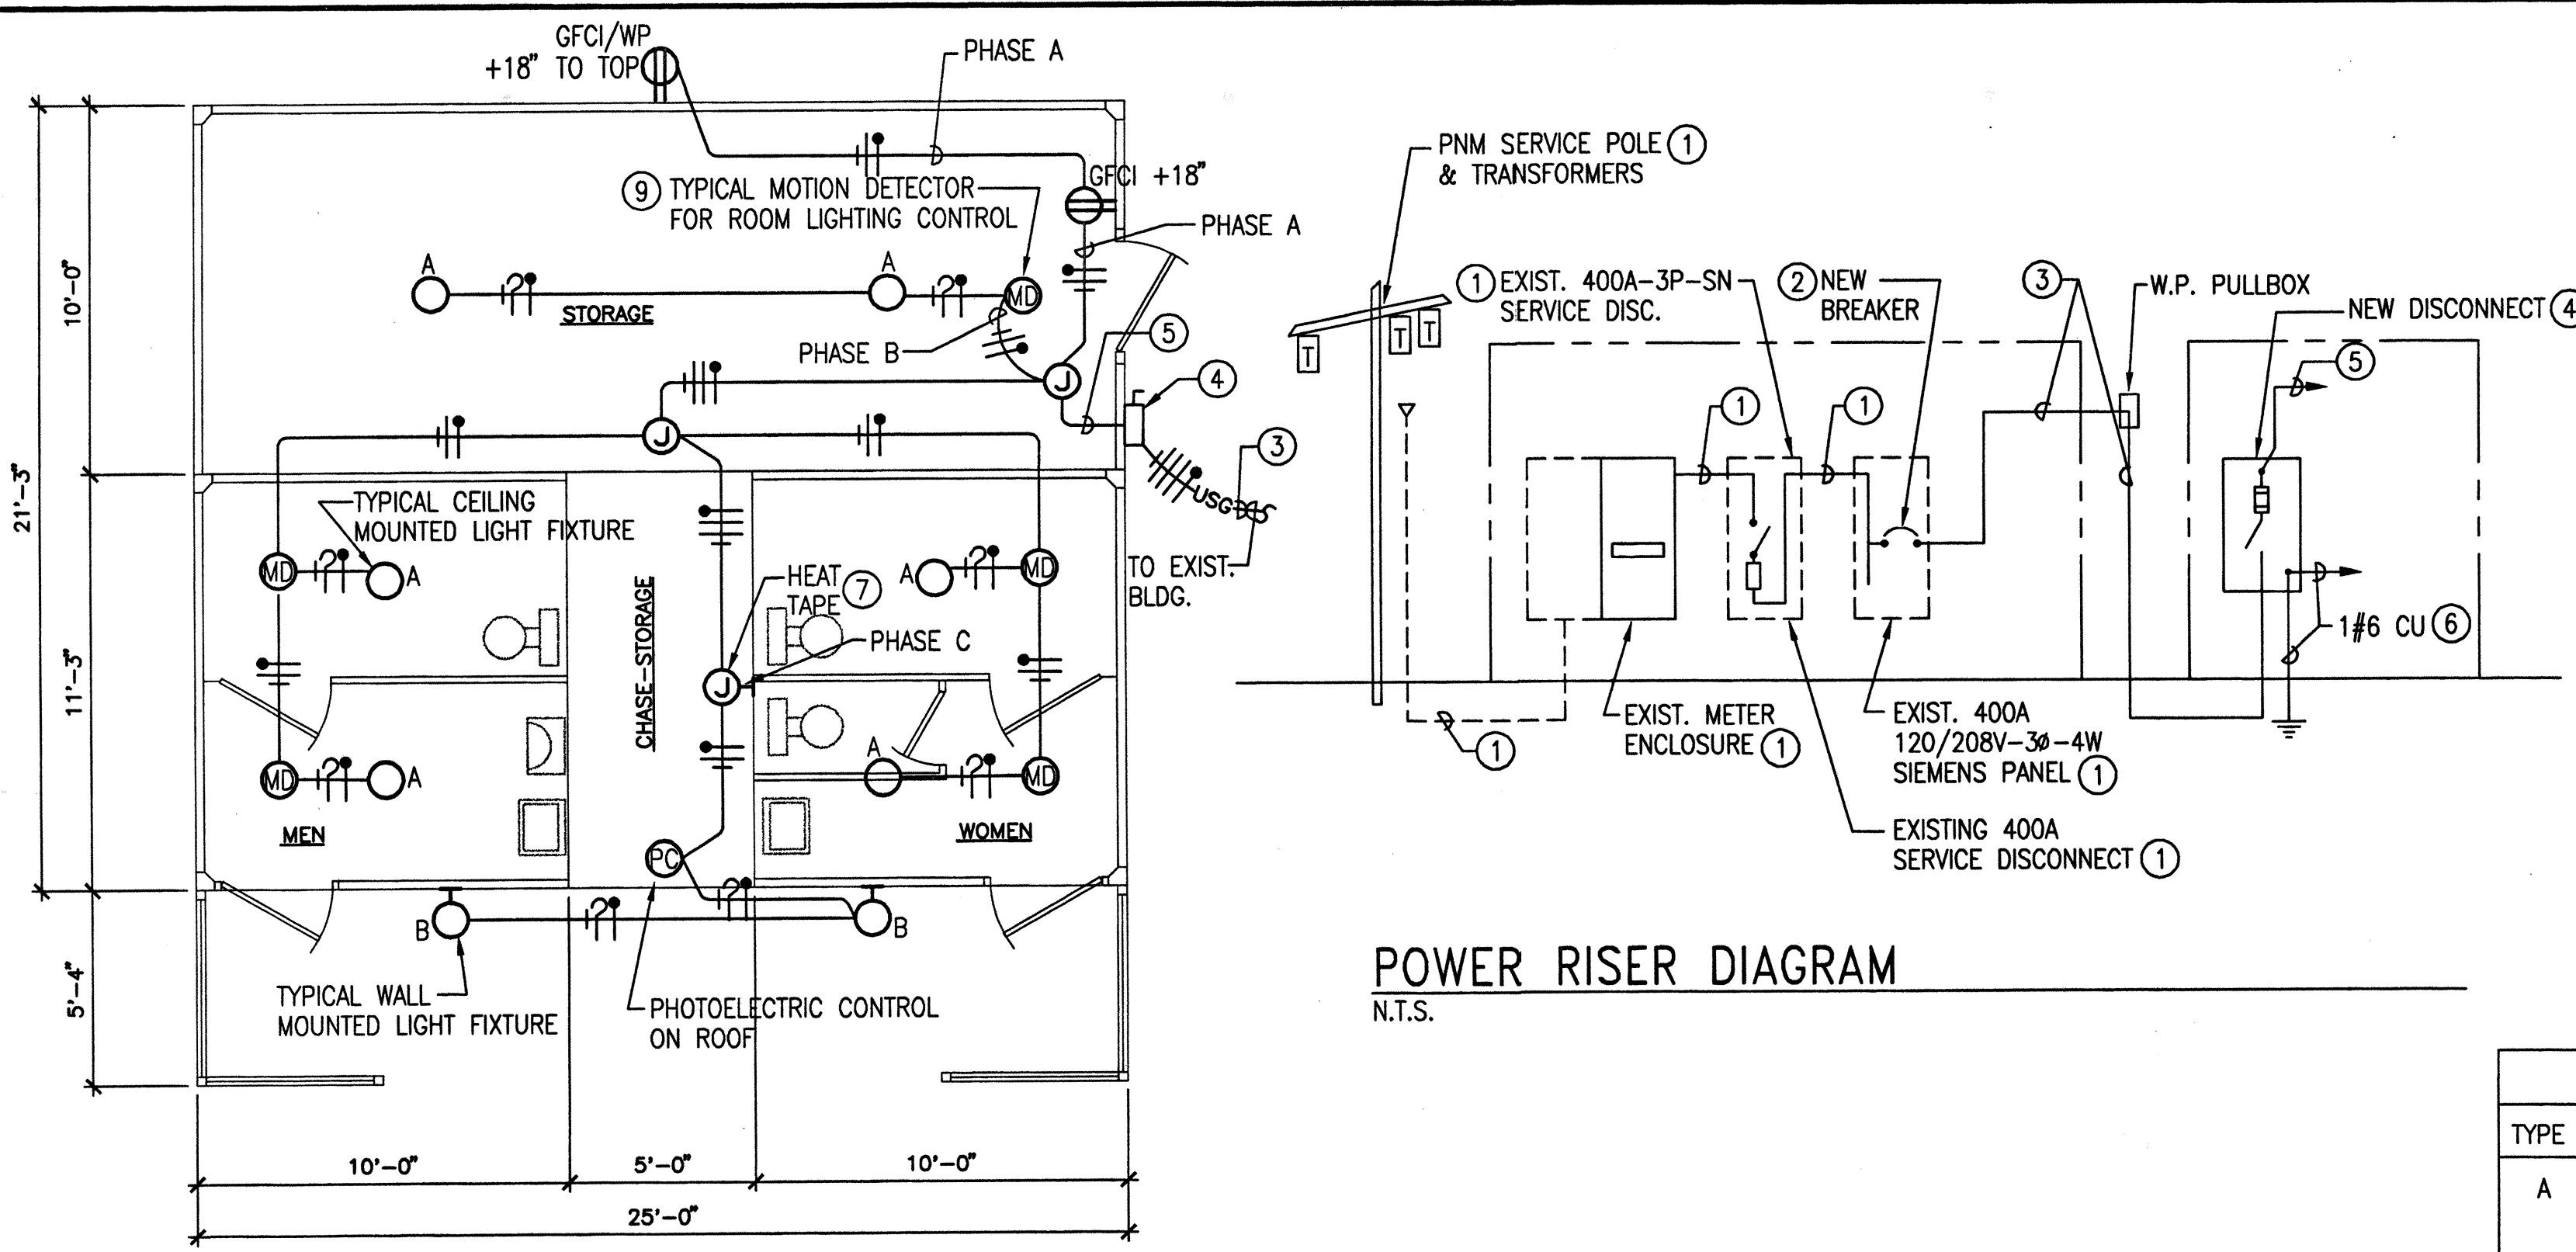 GFCI/WP
+18" TO TOP
PHASE A
9 TYPICAL MOTION DETECTOR
FOR ROOM LIGHTING CONTROL
GFCI +18"
PHASE A
A
A
MD
STORAGE
PHASE B
5
J
4
J
3
USG
TO EXIST.
BLDG.
10'-0"
21'-3"
11'-3"
5'-4"
TYPICAL CEILING
MOUNTED LIGHT FIXTURE
MD
A
A
MD
HEAT
TAPE 7
PHASE C
CHASE-STORAGE
J
MD
A
A
MD
MEN
WOMEN
PC
B
B
TYPICAL WALL
MOUNTED LIGHT FIXTURE
PHOTOELECTRIC CONTROL
ON ROOF
10'-0"
5'-0"
10'-0"
25'-0"
PNM SERVICE POLE 1
& TRANSFORMERS
T
T
T
1 EXIST. 400A-3P-SN
SERVICE DISC.
2 NEW
BREAKER
3
W.P. PULLBOX
NEW DISCONNECT 4
5
1
1
1#6 CU 6
1
EXIST. METER
ENCLOSURE 1
EXIST. 400A
120/208V-3ø-4W
SIEMENS PANEL 1
EXISTING 400A
SERVICE DISCONNECT 1
POWER RISER DIAGRAM
N.T.S.
TYPE
A